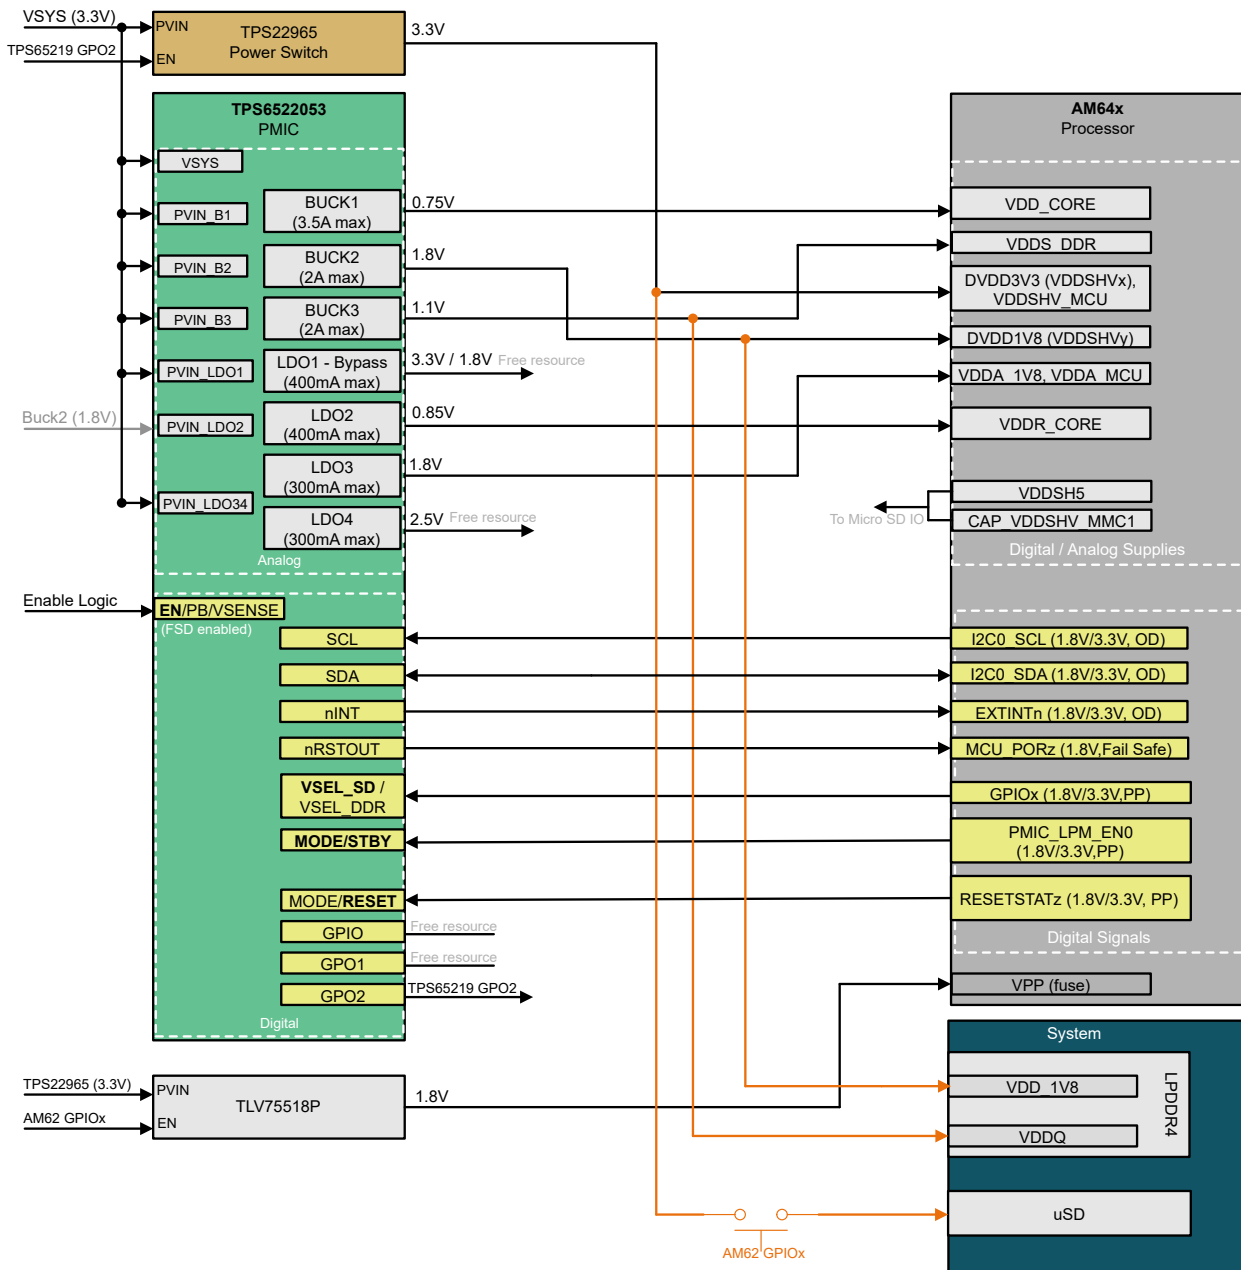 VSYS (3.3V)
TPS65219 GPO2
PVIN
EN
TPS22965
Power Switch
3.3V
TPS6522053
PMIC
VSYS
PVIN_B1
PVIN_B2
PVIN_B3
PVIN_LDO1
Buck2 (1.8V)
PVIN_LDO2
PVIN_LDO34
BUCK1
(3.5A max)
0.75V
BUCK2
(2A max)
1.8V
BUCK3
(2A max)
1.1V
LDO1 - Bypass
(400mA max)
3.3V / 1.8V Free resource
LDO2
(400mA max)
0.85V
LDO3
(300mA max)
1.8V
LDO4
(300mA max)
2.5V Free resource
Analog
Enable Logic
EN/PB/VSENSE
(FSD enabled)
SCL
SDA
nINT
nRSTOUT
VSEL_SD /
VSEL_DDR
MODE/STBY
MODE/RESET
GPIO
Free resource
GPO1
Free resource
GPO2
TPS65219 GPO2
Digital
AM64x
Processor
VDD_CORE
VDDS_DDR
DVDD3V3 (VDDSHVx),
VDDSHV_MCU
DVDD1V8 (VDDSHVy)
VDDA_1V8, VDDA_MCU
VDDR_CORE
VDDSH5
To Micro SD IO
CAP_VDDSHV_MMC1
Digital / Analog Supplies
I2C0_SCL (1.8V/3.3V, OD)
I2C0_SDA (1.8V/3.3V, OD)
EXTINTn (1.8V/3.3V, OD)
MCU_PORz (1.8V,Fail Safe)
GPIOx (1.8V/3.3V,PP)
PMIC_LPM_EN0
(1.8V/3.3V,PP)
RESETSTATz (1.8V/3.3V, PP)
Digital Signals
VPP (fuse)
TPS22965 (3.3V)
AM62 GPIOx
PVIN
EN
TLV75518P
1.8V
System
VDD_1V8
VDDQ
LPDDR4
uSD
AM62 GPIOx